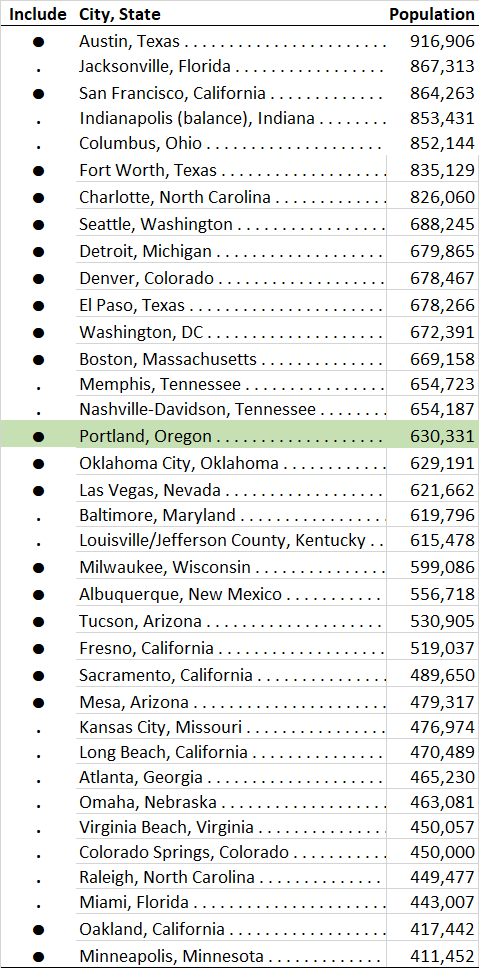 Include City, State Population
● Austin, Texas . . . . . . . . . . . . . . . . . . . . . . . 916,906
. Jacksonville, Florida . . . . . . . . . . . . . . . . . 867,313
● San Francisco, California . . . . . . . . . . . . . 864,263
. Indianapolis (balance), Indiana . . . . . . . . 853,431
. Columbus, Ohio . . . . . . . . . . . . . . . . . . . . 852,144
● Fort Worth, Texas . . . . . . . . . . . . . . . . . . . 835,129
● Charlotte, North Carolina . . . . . . . . . . . . 826,060
● Seattle, Washington . . . . . . . . . . . . . . . . . 688,245
● Detroit, Michigan . . . . . . . . . . . . . . . . . . . 679,865
● Denver, Colorado . . . . . . . . . . . . . . . . . . . 678,467
● El Paso, Texas . . . . . . . . . . . . . . . . . . . . . . 678,266
● Washington, DC . . . . . . . . . . . . . . . . . . . . 672,391
● Boston, Massachusetts . . . . . . . . . . . . . . 669,158
. Memphis, Tennessee . . . . . . . . . . . . . . . . 654,723
. Nashville-Davidson, Tennessee . . . . . . . . 654,187
● Portland, Oregon . . . . . . . . . . . . . . . . . . . 630,331
● Oklahoma City, Oklahoma . . . . . . . . . . . . 629,191
● Las Vegas, Nevada . . . . . . . . . . . . . . . . . . 621,662
. Baltimore, Maryland . . . . . . . . . . . . . . . . . 619,796
. Louisville/Jefferson County, Kentucky . . 615,478
● Milwaukee, Wisconsin . . . . . . . . . . . . . . . 599,086
● Albuquerque, New Mexico . . . . . . . . . . . 556,718
● Tucson, Arizona . . . . . . . . . . . . . . . . . . . . . 530,905
● Fresno, California . . . . . . . . . . . . . . . . . . . 519,037
● Sacramento, California . . . . . . . . . . . . . . . 489,650
● Mesa, Arizona . . . . . . . . . . . . . . . . . . . . . . 479,317
. Kansas City, Missouri . . . . . . . . . . . . . . . . 476,974
. Long Beach, California . . . . . . . . . . . . . . . 470,489
. Atlanta, Georgia . . . . . . . . . . . . . . . . . . . . 465,230
. Omaha, Nebraska . . . . . . . . . . . . . . . . . . . 463,081
. Virginia Beach, Virginia . . . . . . . . . . . . . . . 450,057
. Colorado Springs, Colorado . . . . . . . . . . . 450,000
. Raleigh, North Carolina . . . . . . . . . . . . . . 449,477
. Miami, Florida . . . . . . . . . . . . . . . . . . . . . . 443,007
● Oakland, California . . . . . . . . . . . . . . . . . . 417,442
● Minneapolis, Minnesota . . . . . . . . . . . . . . 411,452